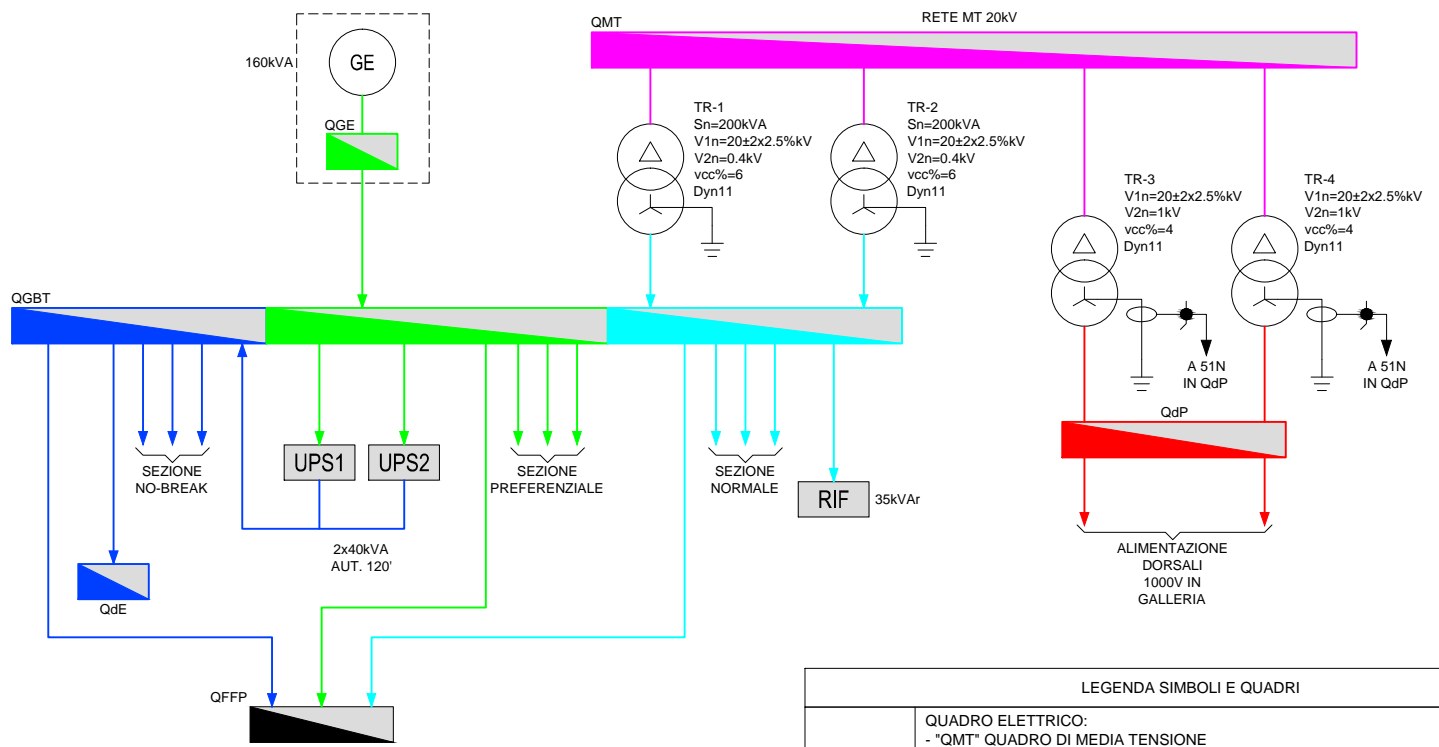 RETE MT 20kV
QMT
160kVA
GE
QGE
TR-1
Sn=200kVA
V1n=20±2x2.5%kV
V2n=0.4kV
vcc%=6
Dyn11
TR-2
Sn=200kVA
V1n=20±2x2.5%kV
V2n=0.4kV
vcc%=6
Dyn11
TR-3
V1n=20±2x2.5%kV
V2n=1kV
vcc%=4
Dyn11
TR-4
V1n=20±2x2.5%kV
V2n=1kV
vcc%=4
Dyn11
A 51N
IN QdP
A 51N
IN QdP
QGBT
QdP
SEZIONE
NO-BREAK
UPS1
UPS2
SEZIONE
PREFERENZIALE
SEZIONE
NORMALE
RIF
35kVAr
2x40kVA
AUT. 120'
ALIMENTAZIONE
DORSALI
1000V IN
GALLERIA
QdE
QFFP
LEGENDA SIMBOLI E QUADRI
QUADRO ELETTRICO:
- "QMT" QUADRO DI MEDIA TENSIONE